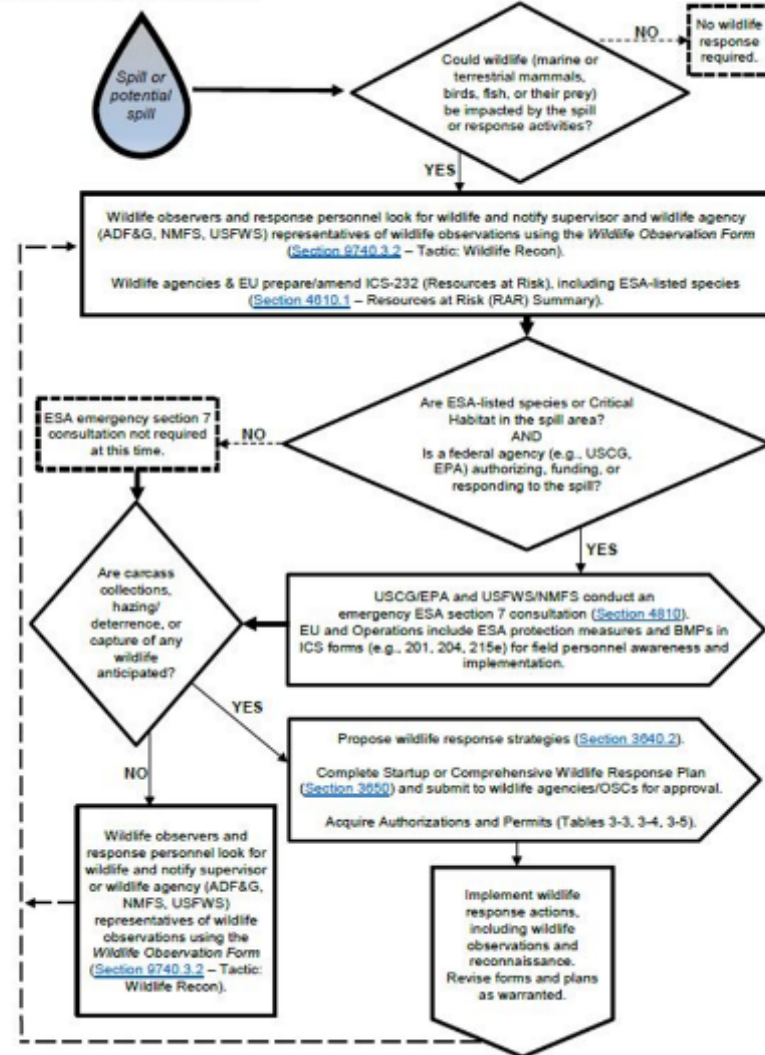 Spill or
potential
spill
Could wildlife (marine or
terrestrial mammals,
birds, fish, or their prey)
be impacted by the spill
or response activities?
NO
No wildlife
response
required.
YES
Wildlife observers and response personnel look for wildlife and notify supervisor and wildlife agency
(ADF&G, NMFS, USFWS) representatives of wildlife observations using the Wildlife Observation Form
(Section 9740.3.2 – Tactic: Wildlife Recon).
Wildlife agencies & EU prepare/amend ICS-232 (Resources at Risk), including ESA-listed species
(Section 4610.1 – Resources at Risk (RAR) Summary).
Are ESA-listed species or Critical
Habitat in the spill area?
AND
Is a federal agency (e.g., USCG,
EPA) authorizing, funding, or
responding to the spill?
NO
ESA emergency section 7
consultation not required
at this time.
YES
USCG/EPA and USFWS/NMFS conduct an
emergency ESA section 7 consultation (Section 4810).
EU and Operations include ESA protection measures and BMPs in
ICS forms (e.g., 201, 204, 215e) for field personnel awareness and
implementation.
Are carcass
collections,
hazing/
deterrence, or
capture of any
wildlife
anticipated?
YES
Propose wildlife response strategies (Section 3640.2).
Complete Startup or Comprehensive Wildlife Response Plan
(Section 3650) and submit to wildlife agencies/OSCs for approval.
Acquire Authorizations and Permits (Tables 3-3, 3-4, 3-5).
NO
Wildlife observers and
response personnel look for
wildlife and notify supervisor
or wildlife agency (ADF&G,
NMFS, USFWS)
representatives of wildlife
observations using the
Wildlife Observation Form
(Section 9740.3.2 – Tactic:
Wildlife Recon).
Implement wildlife
response actions,
including wildlife
observations and
reconnaissance.
Revise forms and plans
as warranted.